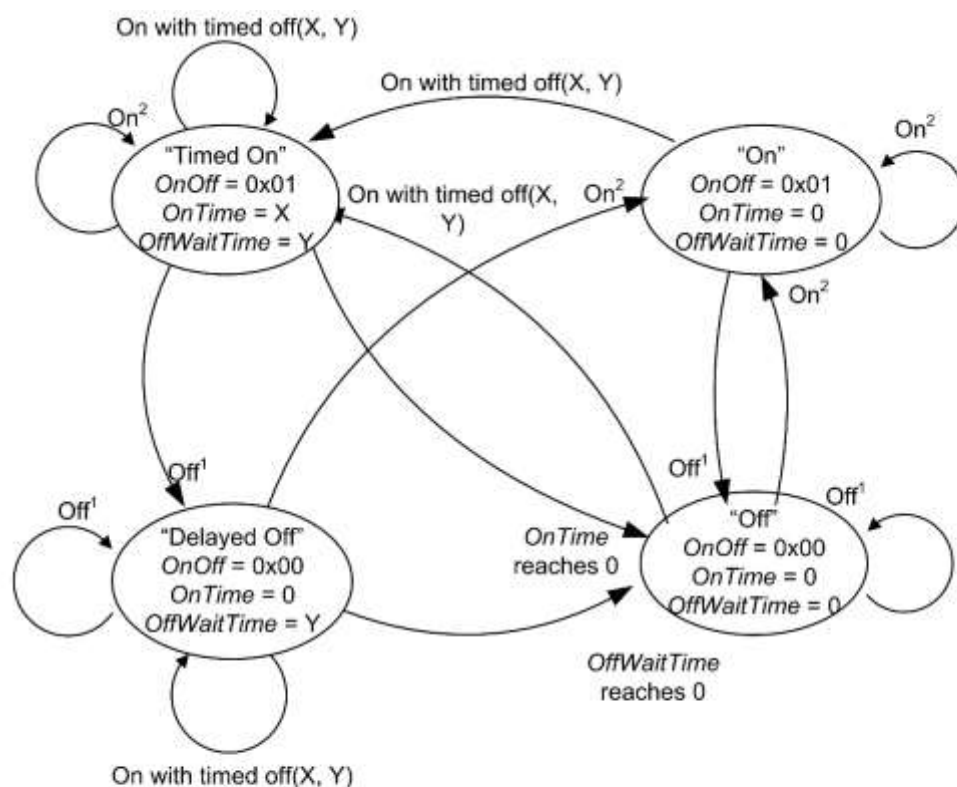 On with timed off(X, Y)
On with timed off(X, Y)
On²
On²
“Timed On”
OnOff = 0x01
OnTime = X
OffWaitTime = Y
“On”
OnOff = 0x01
OnTime = 0
OffWaitTime = 0
On with timed off(X,
Y)
On²
On²
Off¹
Off¹
Off¹
Off¹
“Delayed Off”
OnOff = 0x00
OnTime = 0
OffWaitTime = Y
OnTime
reaches 0
“Off”
OnOff = 0x00
OnTime = 0
OffWaitTime = 0
OffWaitTime
reaches 0
On with timed off(X, Y)